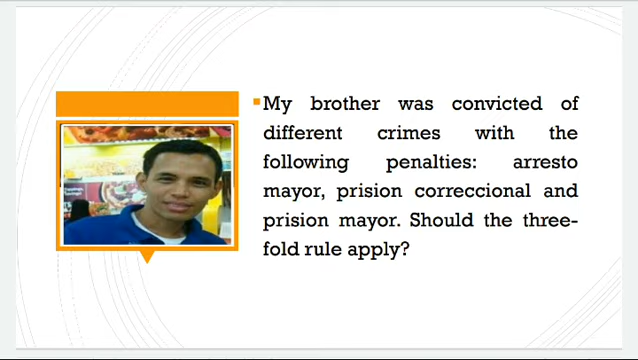 My brother was convicted of
different crimes with the
following penalties: arresto
mayor, prision correccional and
prision mayor. Should the three-
fold rule apply?